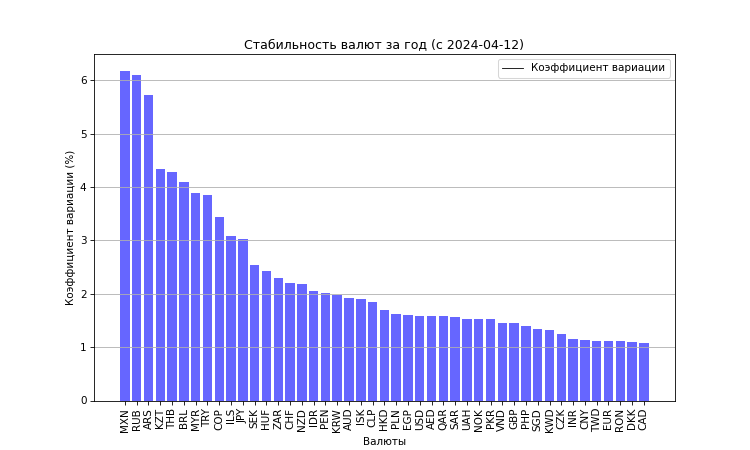 Стабильность валют за год (с 2024-04-12)
Коэффициент вариации
Коэффициент вариации (%)
6
5
4
3
2
1
0
MXN RUB ARS KZT THB BRL MYR TRY COP ILS JPY SEK HUF ZAR CHF NZD IDR PEN KRW AUD ISK CLP HKD PLN EGP USD AED QAR SAR UAH NOK PKR VND GBP PHP SGD KWD CZK INR CNY TWD EUR RON DKK CAD
Валюты